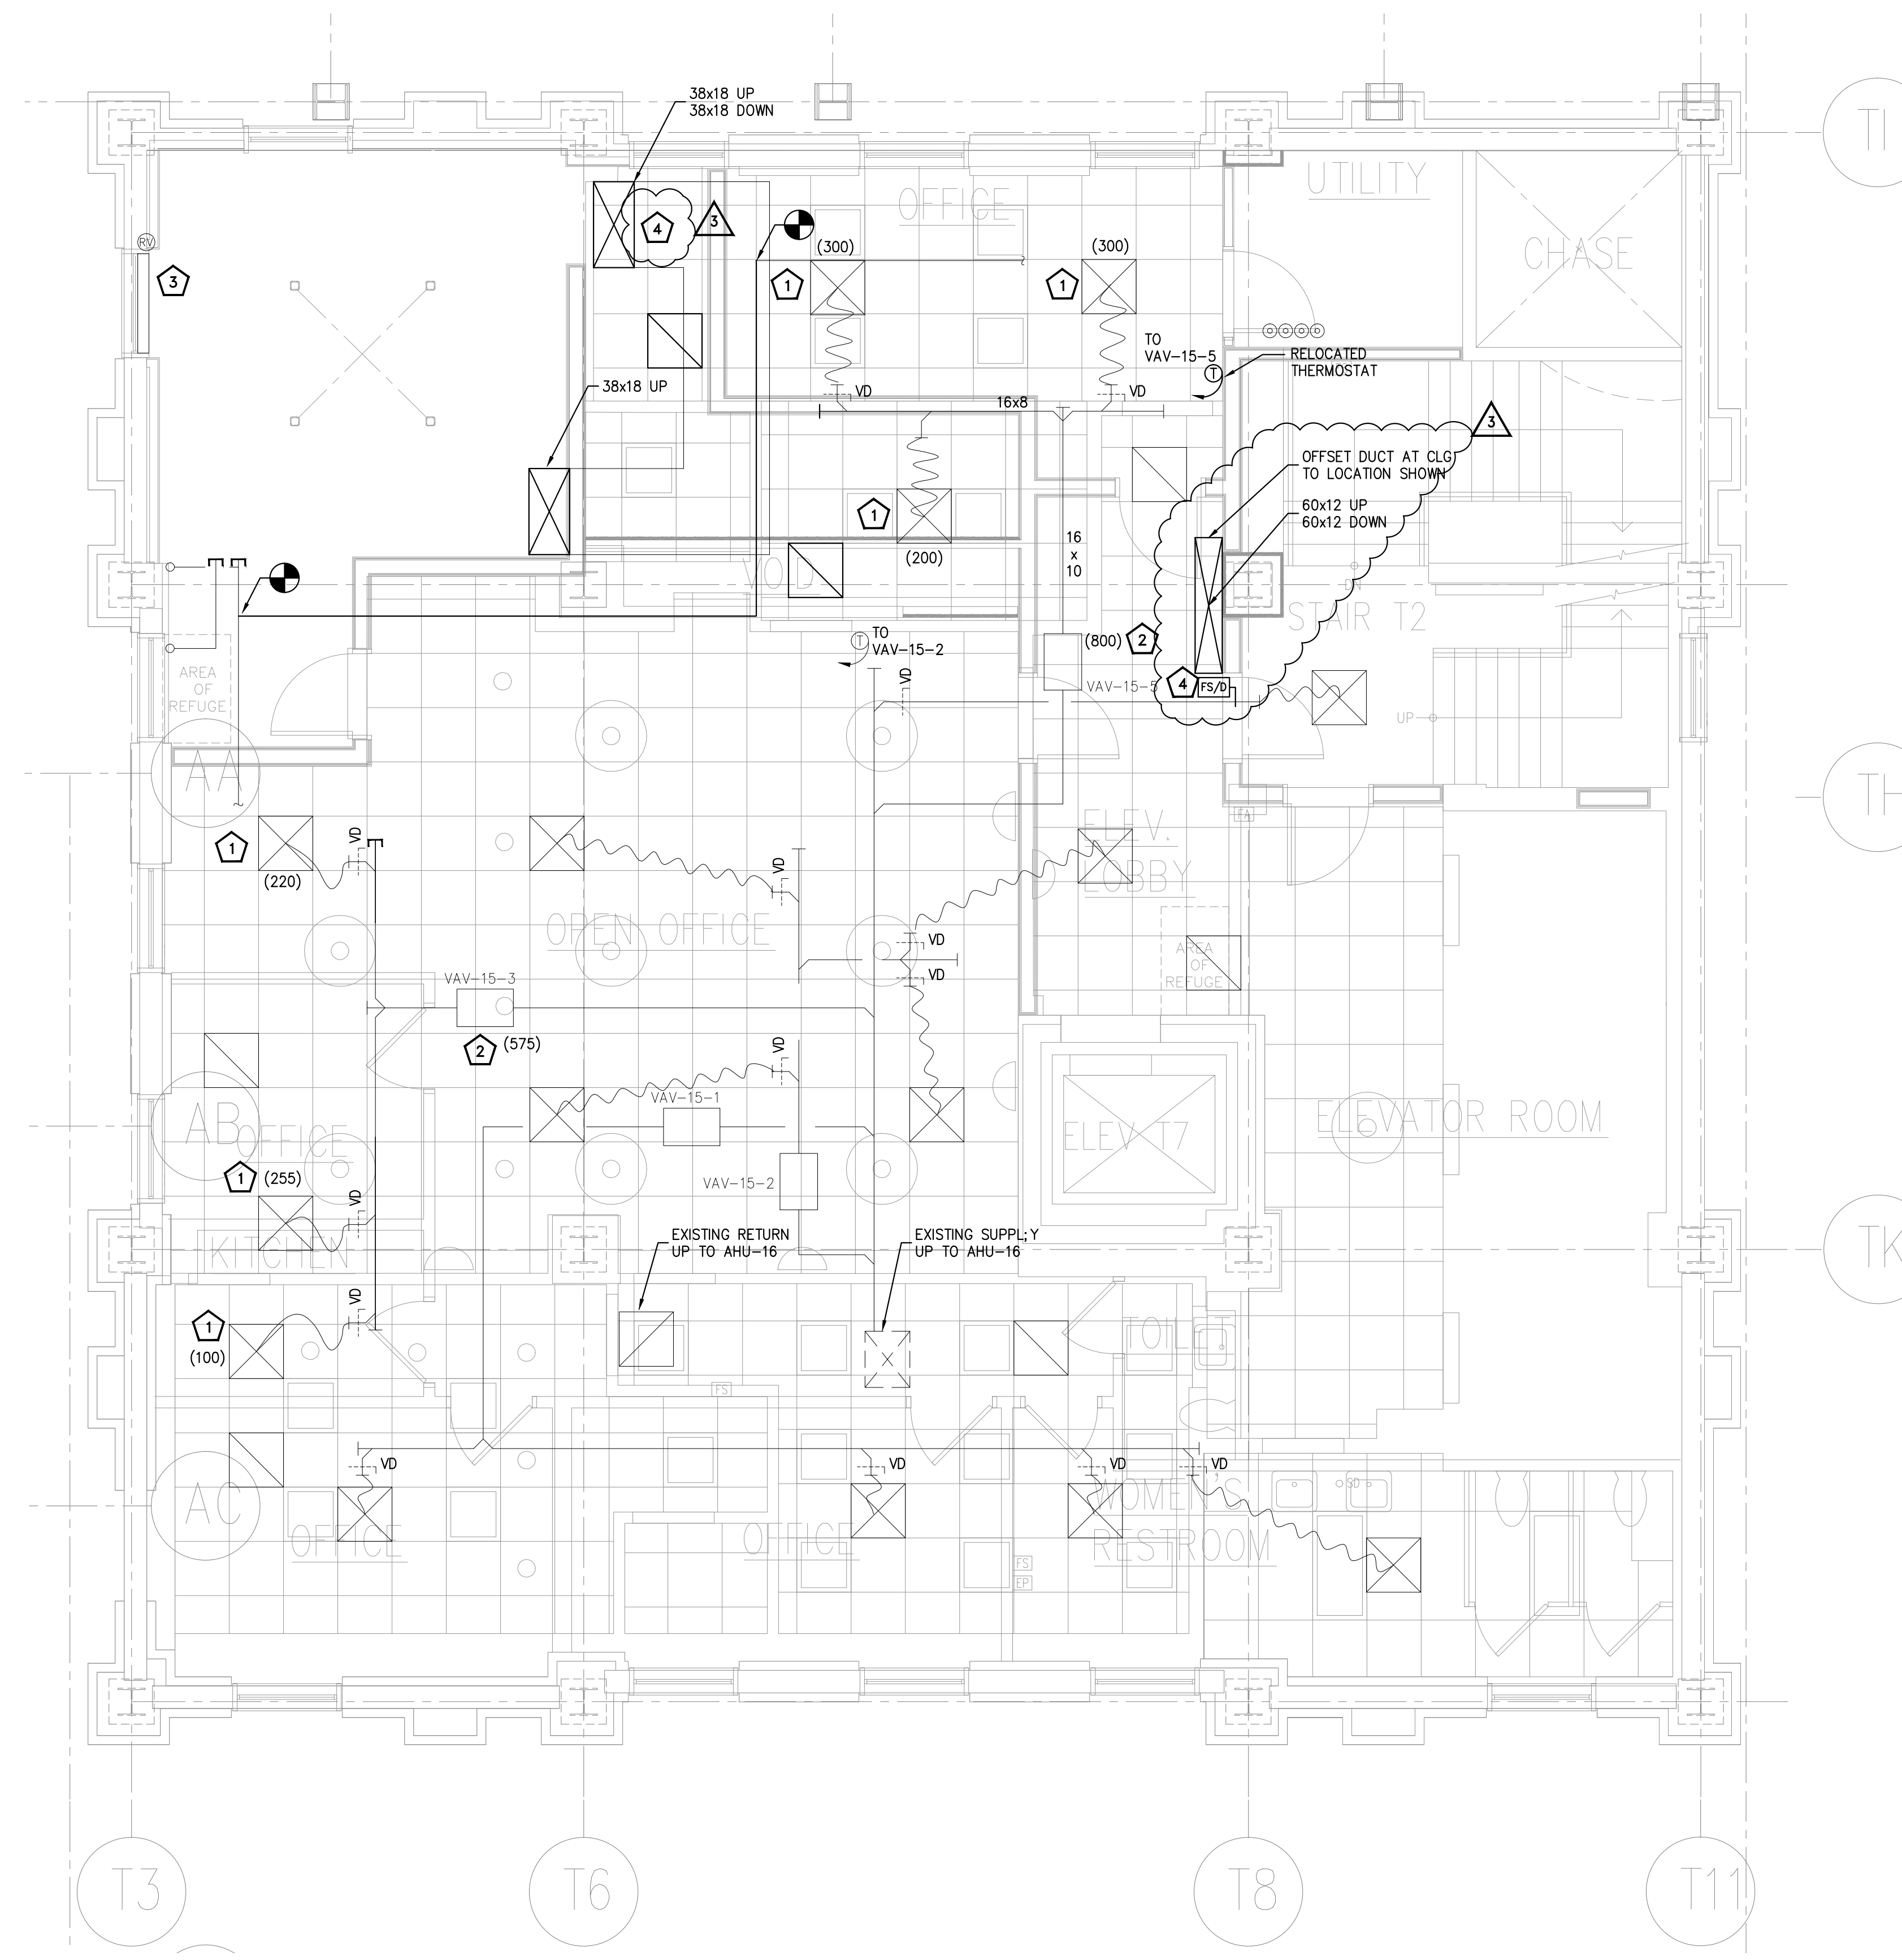 38x18 UP
38x18 DOWN
TI
UTILITY
OFFICE
4
3
CHASE
RV
3
(300)
(300)
1
1
TO
VAV-15-5
T
RELOCATED
THERMOSTAT
38x18 UP
VD
VD
16x8
3
OFFSET DUCT AT CLG
TO LOCATION SHOWN
60x12 UP
60x12 DOWN
1
(200)
16
x
10
DN
STAIR T2
T
TO
VAV-15-2
(800)
2
VAV-15-5
4
FS/D
VD
UP
AREA
OF
REFUGE
AA
1
(220)
VD
VD
ELEV.
LOBBY
FA
OPEN OFFICE
VD
VD
AREA
OF
REFUGE
VAV-15-3
2
(575)
VD
VAV-15-1
AB
OFFICE
ELEV T7
ELEVATOR ROOM
1
(255)
VAV-15-2
VD
KITCHEN
EXISTING RETURN
UP TO AHU-16
EXISTING SUPPL;Y
UP TO AHU-16
TK
VD
1
(100)
TOILET
FS
VD
VD
VD
VD
AC
OFFICE
OFFICE
WOMEN'S
RESTROOM
SD
FS
EP
T3
T6
T8
T11